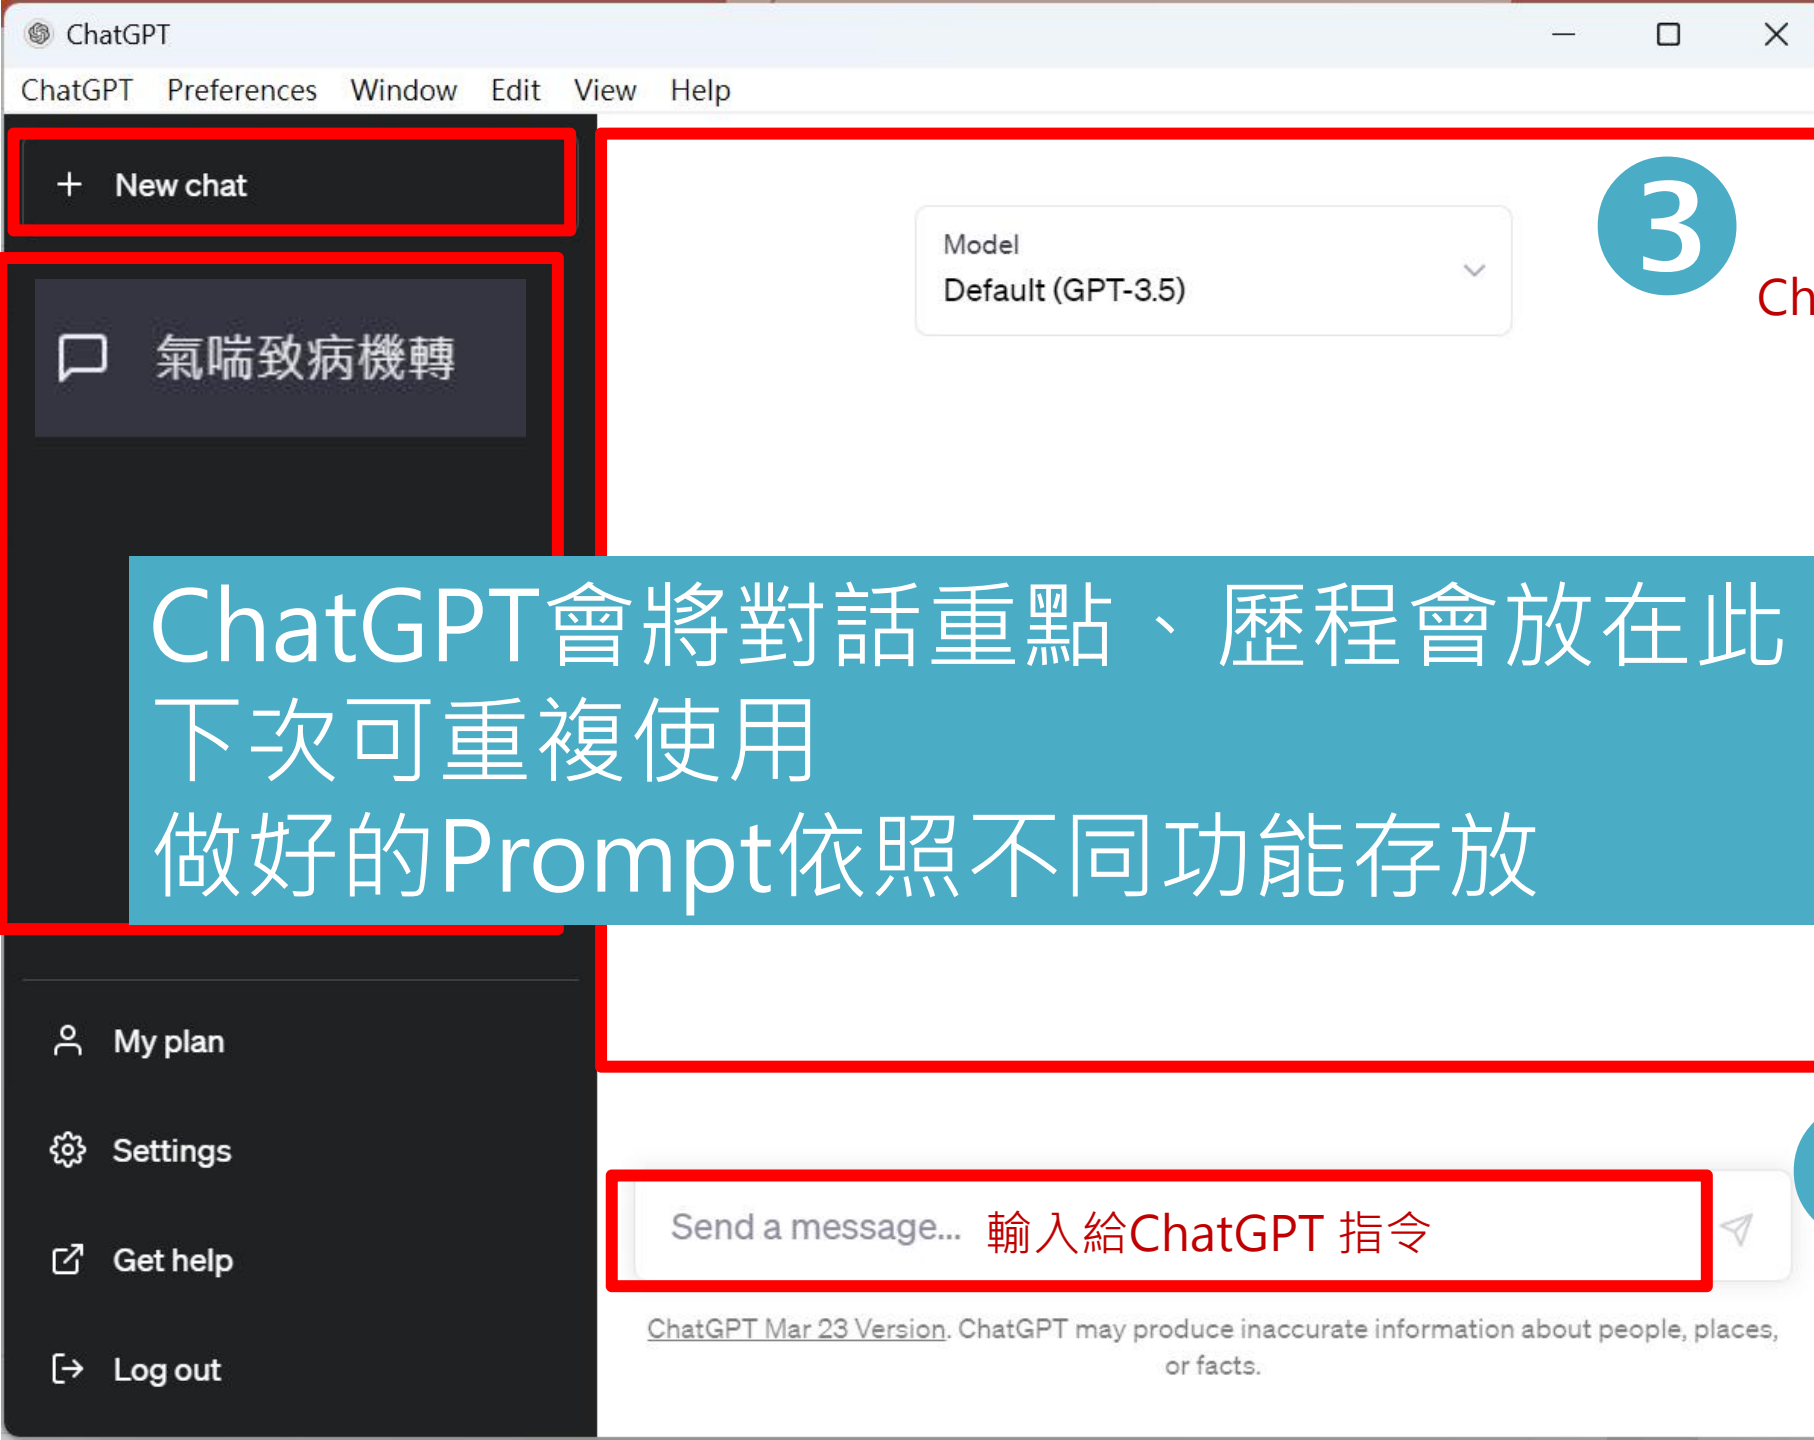 ChatGPT
ChatGPT Preferences Window Edit View Help
+ New chat
氣喘致病機轉
Model
Default (GPT-3.5)
3
Ch
ChatGPT會將對話重點、歷程會放在此
下次可重複使用
做好的Prompt依照不同功能存放
My plan
Settings
Get help
Log out
Send a message... 輸入給ChatGPT 指令
ChatGPT Mar 23 Version. ChatGPT may produce inaccurate information about people, places,
or facts.